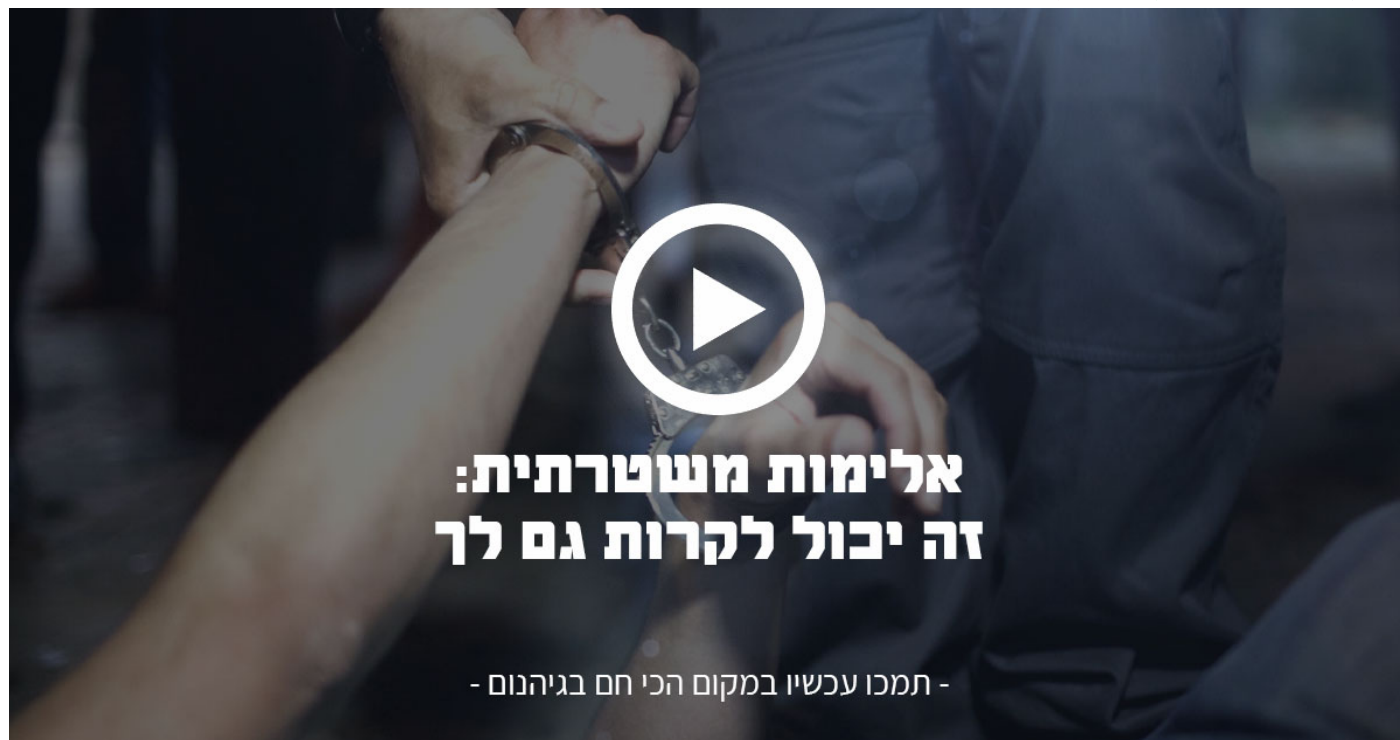 אלימות משטרתית:
זה יכול לקרות גם לך
- תמכו עכשיו במקום הכי חם בגיהנום -